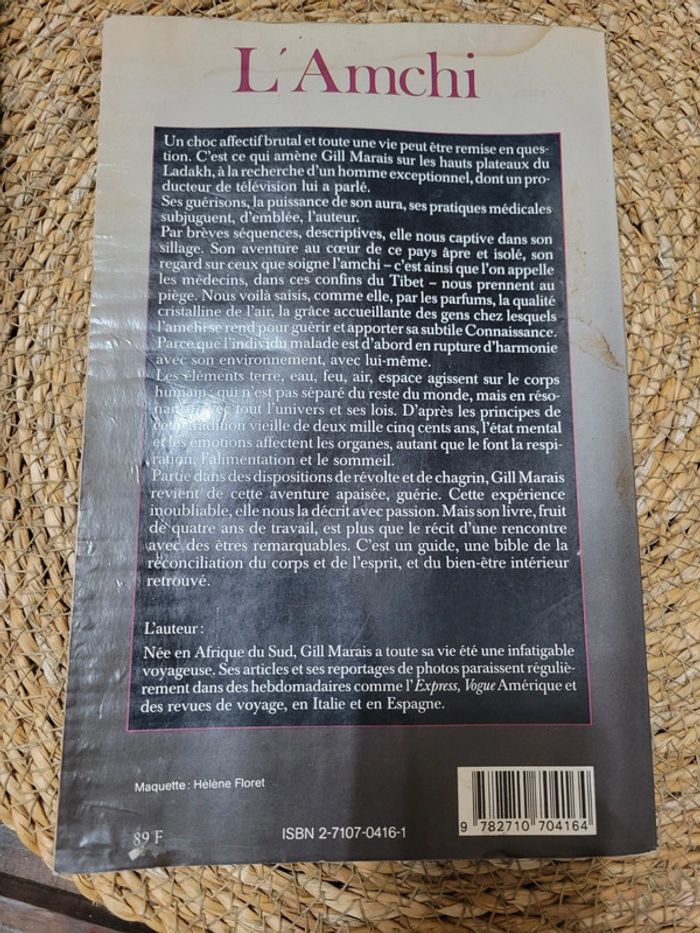 L'Amchi
Un choc affectif brutal et toute une vie peut être remise en ques-
tion. C'est ce qui amène Gill Marais sur les hauts plateaux du
Ladakh, à la recherche d'un homme exceptionnel, dont un pro-
ducteur de télévision lui a parlé.
Ses guérisons, la puissance de son aura, ses pratiques médicales
subjuguent, d'emblée, l'auteur.
Par brèves séquences, descriptives, elle nous captive dans son
sillage. Son aventure au cœur de ce pays âpre et isolé, son
regard sur ceux que soigne l'amchi – c'est ainsi que l'on appelle
les médecins, dans ces confins du Tibet – nous prennent au
piège. Nous voilà saisis, comme elle, par les parfums, la qualité
cristalline de l'air, la grâce accueillante des gens chez lesquels
l'amchi se rend pour guérir et apporter sa subtile Connaissance.
Parce que l'individu malade est d'abord en rupture d'harmonie
avec son environnement, avec lui-même.
Les éléments terre, eau, feu, air, espace agissent sur le corps
humain, qui n'est pas séparé du reste du monde, mais en réso-
nance avec tout l'univers et ses lois. D'après les principes de
cette tradition vieille de deux mille cinq cents ans, l'état mental
et les émotions affectent les organes, autant que le font la respi-
ration, l'alimentation et le sommeil.
Partie dans des dispositions de révolte et de chagrin, Gill Marais
revient de cette aventure apaisée, guérie. Cette expérience
inoubliable, elle nous la décrit avec passion. Mais son livre, fruit
de quatre ans de travail, est plus que le récit d'une rencontre
avec des êtres remarquables. C'est un guide, une bible de la
réconciliation du corps et de l'esprit, et du bien-être intérieur
retrouvé.
L'auteur :
Née en Afrique du Sud, Gill Marais a toute sa vie été une infatigable
voyageuse. Ses articles et ses reportages de photos paraissent réguliè-
rement dans des hebdomadaires comme l'Express, Vogue Amérique et
des revues de voyage, en Italie et en Espagne.
Maquette : Hélène Floret
89 F
ISBN 2-7107-0416-1
9 782710 704164